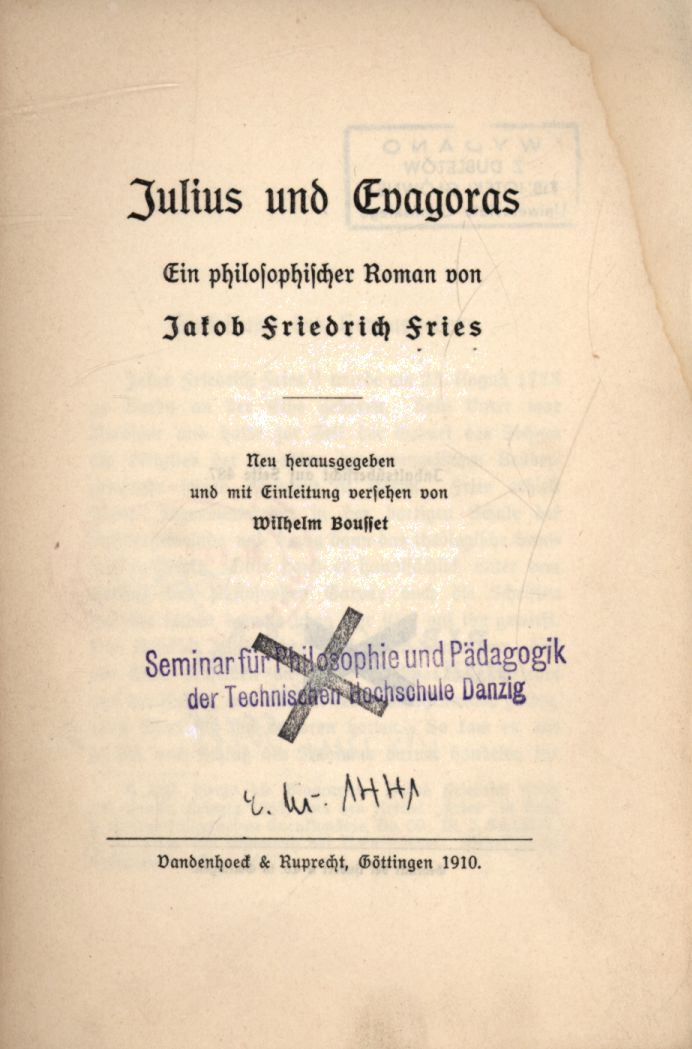 Julius und Evagoras
Ein philosophischer Roman von
Jakob Friedrich Fries
Neu herausgegeben
und mit Einleitung versehen von
Wilhelm Bousset
Seminar für Philosophie und Pädagogik
der Technischen Hochschule Danzig
Vandenhoeck & Ruprecht, Göttingen 1910.